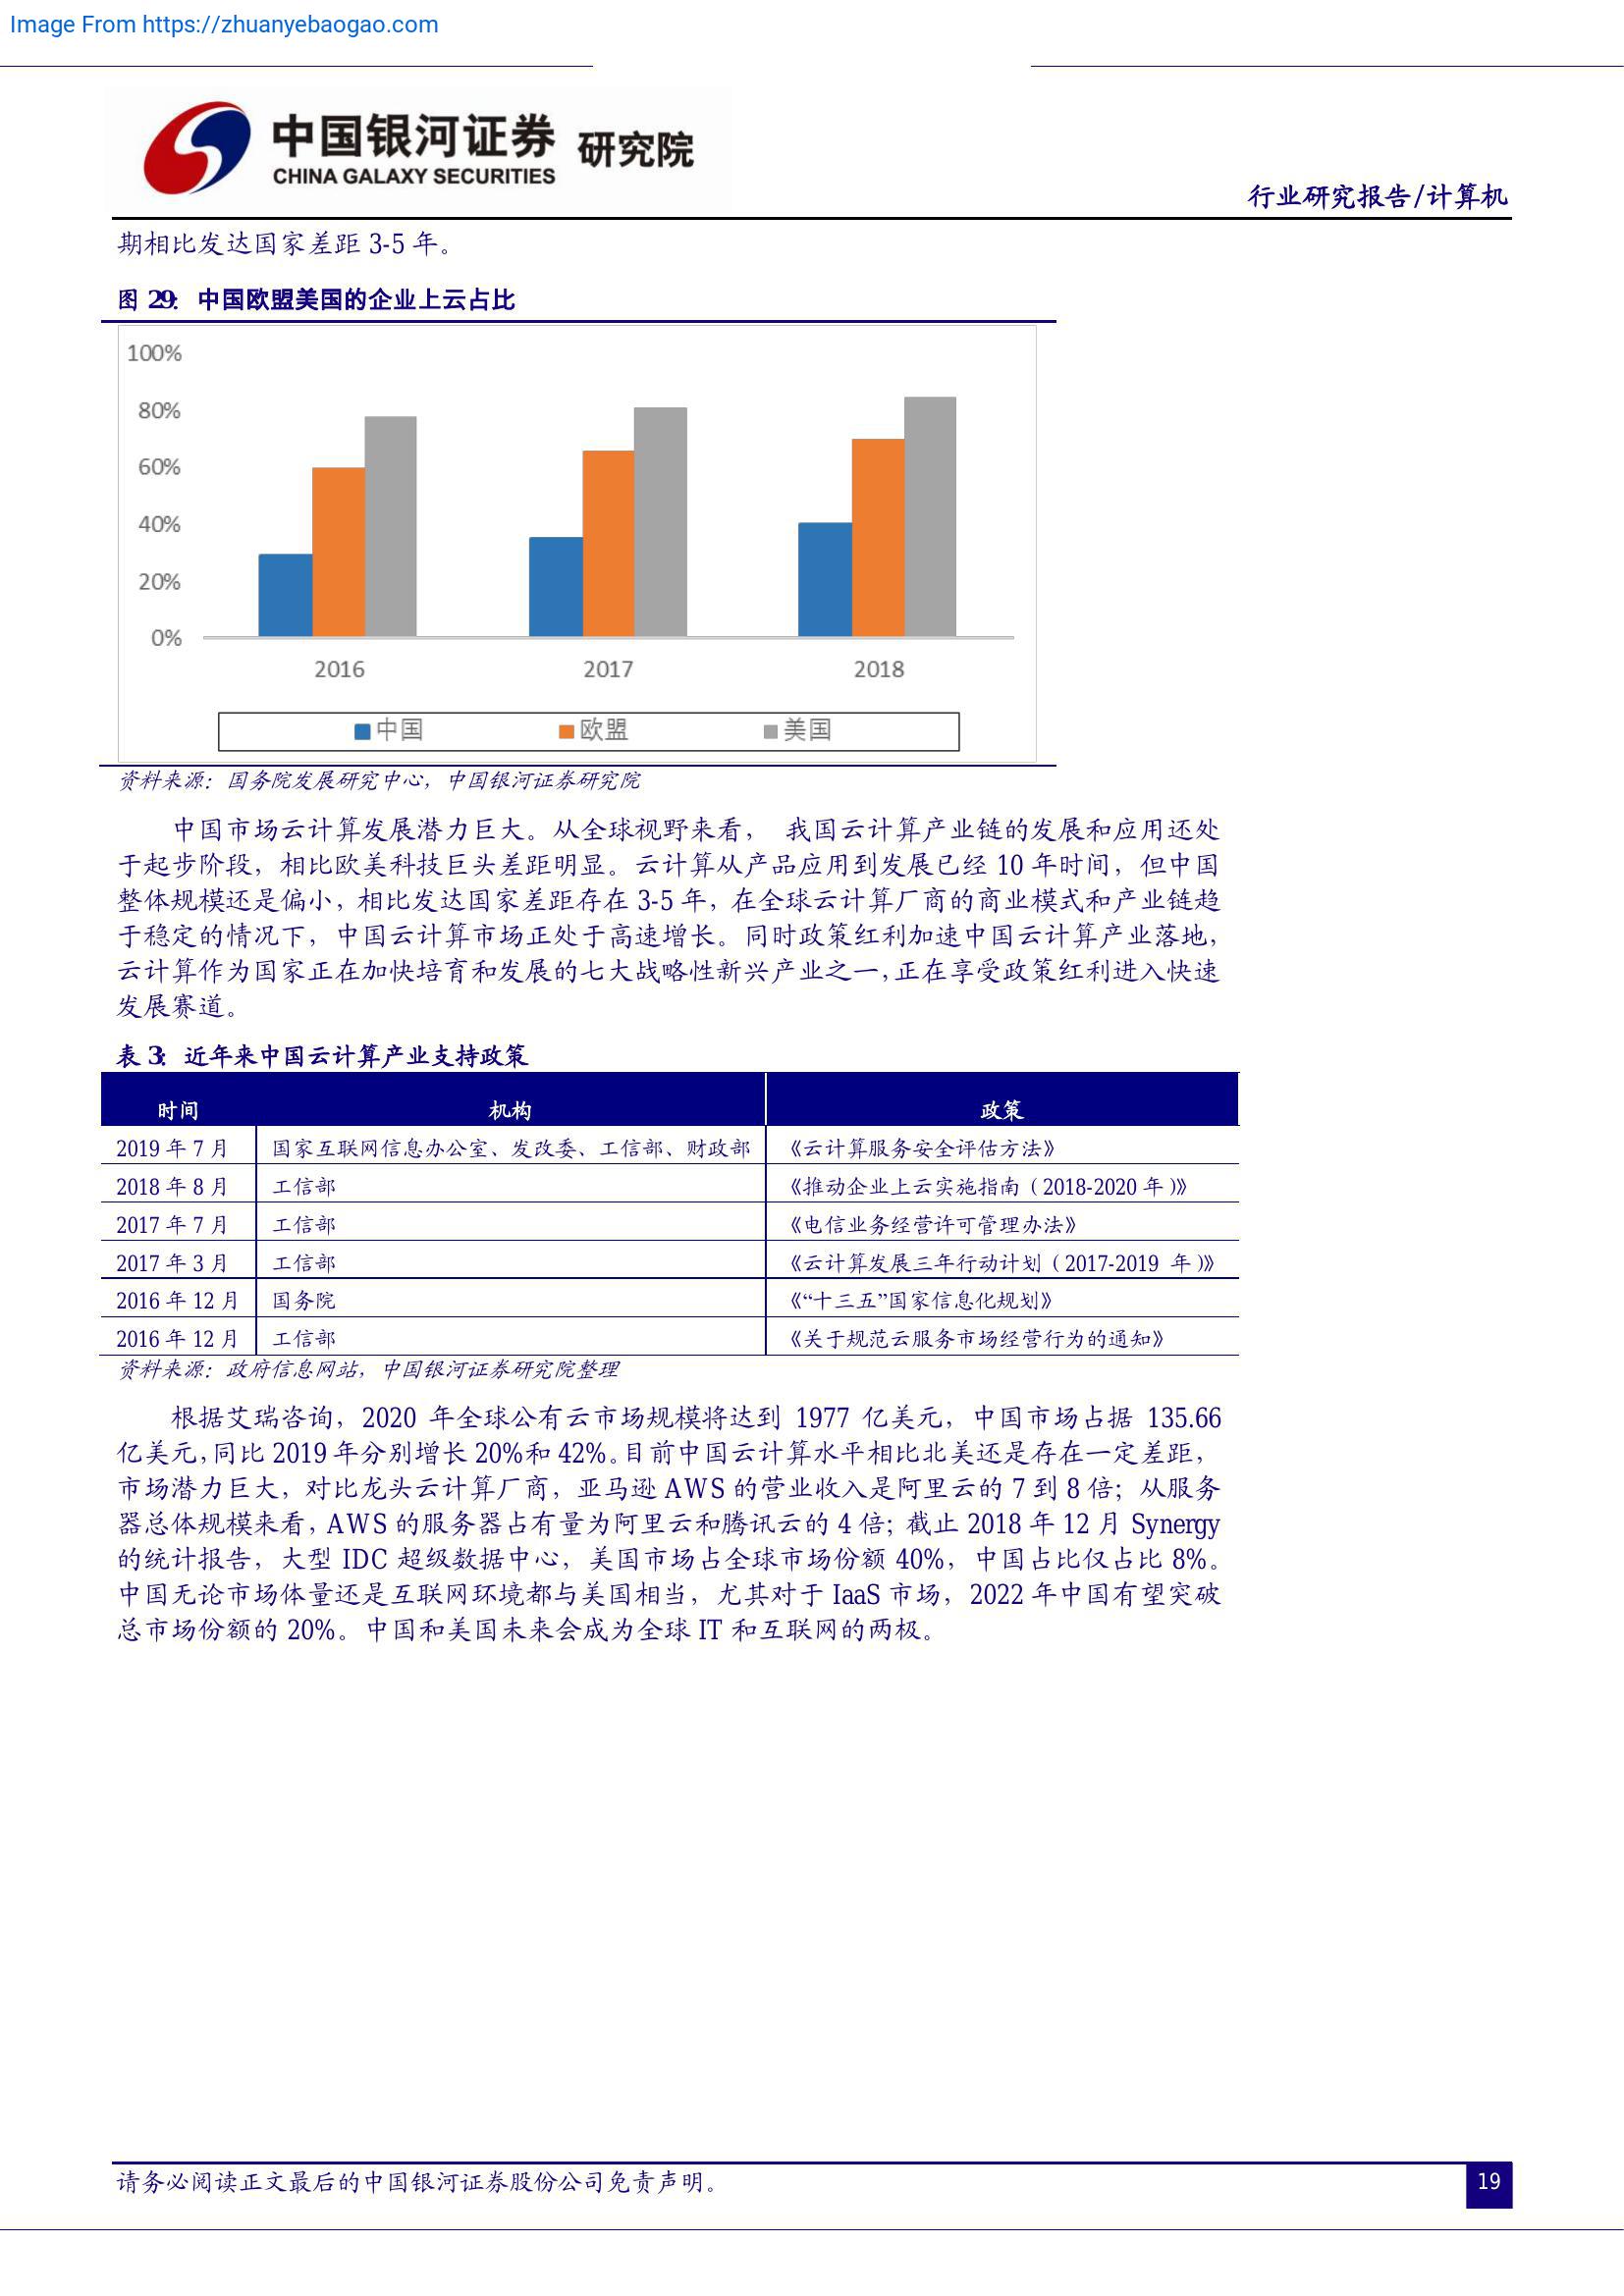 Image From https://zhuanyebaogao.com
中国银河证券 研究院
CHINA GALAXY SECURITIES
行业研究报告/计算机
期相比发达国家差距 3-5 年。
图 29: 中国欧盟美国的企业上云占比
100%
80%
60%
40%
20%
0%
2016 2017 2018
中国 欧盟 美国
资料来源：国务院发展研究中心，中国银河证券研究院
中国市场云计算发展潜力巨大。从全球视野来看， 我国云计算产业链的发展和应用还处
于起步阶段，相比欧美科技巨头差距明显。云计算从产品应用到发展已经 10 年时间，但中国
整体规模还是偏小，相比发达国家差距存在 3-5 年，在全球云计算厂商的商业模式和产业链趋
于稳定的情况下，中国云计算市场正处于高速增长。同时政策红利加速中国云计算产业落地，
云计算作为国家正在加快培育和发展的七大战略性新兴产业之一，正在享受政策红利进入快速
发展赛道。
表 3: 近年来中国云计算产业支持政策
时间 机构 政策
2019 年 7 月 国家互联网信息办公室、发改委、工信部、财政部 《云计算服务安全评估方法》
2018 年 8 月 工信部 《推动企业上云实施指南（2018-2020 年）》
2017 年 7 月 工信部 《电信业务经营许可管理办法》
2017 年 3 月 工信部 《云计算发展三年行动计划（2017-2019 年）》
2016 年 12 月 国务院 《“十三五”国家信息化规划》
2016 年 12 月 工信部 《关于规范云服务市场经营行为的通知》
资料来源：政府信息网站，中国银河证券研究院整理
根据艾瑞咨询，2020 年全球公有云市场规模将达到 1977 亿美元，中国市场占据 135.66
亿美元，同比 2019 年分别增长 20%和 42%。目前中国云计算水平相比北美还是存在一定差距，
市场潜力巨大，对比龙头云计算厂商，亚马逊 AWS 的营业收入是阿里云的 7 到 8 倍；从服务
器总体规模来看，AWS 的服务器占有量为阿里云和腾讯云的 4 倍；截止 2018 年 12 月 Synergy
的统计报告，大型 IDC 超级数据中心，美国市场占全球市场份额 40%，中国占比仅占比 8%。
中国无论市场体量还是互联网环境都与美国相当，尤其对于 IaaS 市场，2022 年中国有望突破
总市场份额的 20%。中国和美国未来会成为全球 IT 和互联网的两极。
请务必阅读正文最后的中国银河证券股份公司免责声明。
19